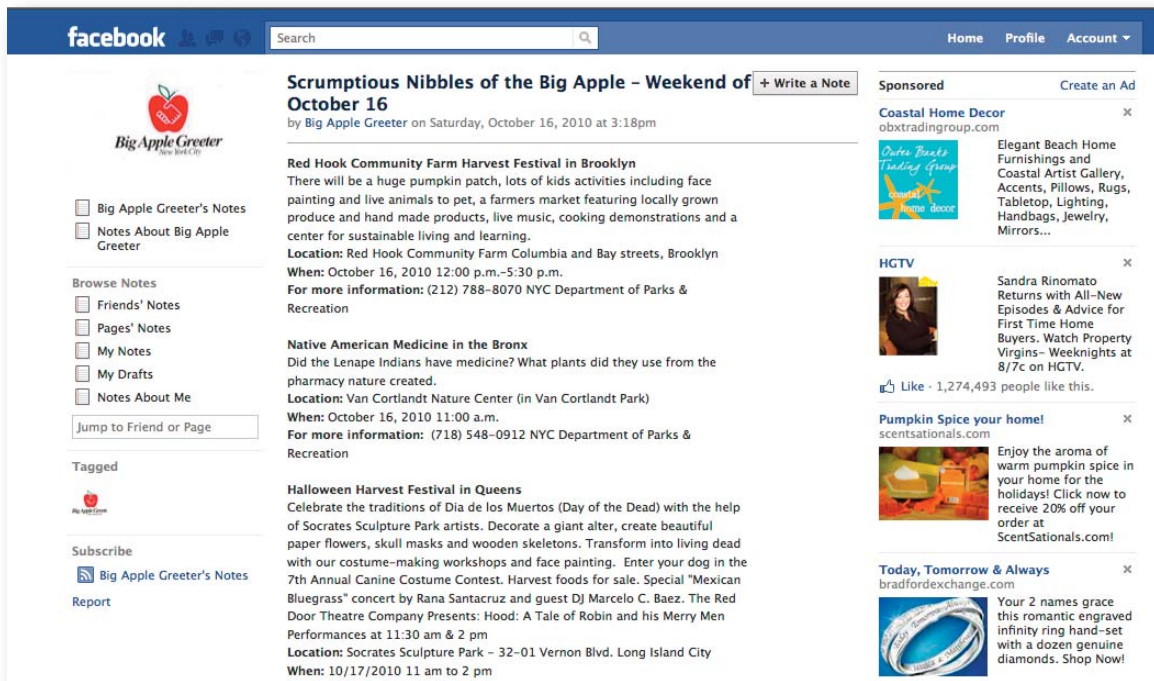 facebook
Search
Home Profile Account
Big Apple Greeter
New York City
Big Apple Greeter's Notes
Notes About Big Apple
Greeter
Browse Notes
Friends' Notes
Pages' Notes
My Notes
My Drafts
Notes About Me
Jump to Friend or Page
Tagged
Big Apple Greeter
Subscribe
Big Apple Greeter's Notes
Report
Scrumptious Nibbles of the Big Apple – Weekend of
October 16
+ Write a Note
by Big Apple Greeter on Saturday, October 16, 2010 at 3:18pm
Red Hook Community Farm Harvest Festival in Brooklyn
There will be a huge pumpkin patch, lots of kids activities including face
painting and live animals to pet, a farmers market featuring locally grown
produce and hand made products, live music, cooking demonstrations and a
center for sustainable living and learning.
Location: Red Hook Community Farm Columbia and Bay streets, Brooklyn
When: October 16, 2010 12:00 p.m.–5:30 p.m.
For more information: (212) 788-8070 NYC Department of Parks &
Recreation
Native American Medicine in the Bronx
Did the Lenape Indians have medicine? What plants did they use from the
pharmacy nature created.
Location: Van Cortlandt Nature Center (in Van Cortlandt Park)
When: October 16, 2010 11:00 a.m.
For more information: (718) 548-0912 NYC Department of Parks &
Recreation
Halloween Harvest Festival in Queens
Celebrate the traditions of Dia de los Muertos (Day of the Dead) with the help
of Socrates Sculpture Park artists. Decorate a giant alter, create beautiful
paper flowers, skull masks and wooden skeletons. Transform into living dead
with our costume-making workshops and face painting. Enter your dog in the
7th Annual Canine Costume Contest. Harvest foods for sale. Special "Mexican
Bluegrass" concert by Rana Santacruz and guest DJ Marcelo C. Baez. The Red
Door Theatre Company Presents: Hood: A Tale of Robin and his Merry Men
Performances at 11:30 am & 2 pm
Location: Socrates Sculpture Park – 32-01 Vernon Blvd. Long Island City
When: 10/17/2010 11 am to 2 pm
Sponsored Create an Ad
Coastal Home Decor
obxtradingroup.com
Outer Banks
Trading Group
coastal
home decor
Elegant Beach Home
Furnishings and
Coastal Artist Gallery,
Accents, Pillows, Rugs,
Tabletop, Lighting,
Handbags, Jewelry,
Mirrors...
HGTV
Sandra Rinomato
Returns with All-New
Episodes & Advice for
First Time Home
Buyers. Watch Property
Virgins– Weeknights at
8/7c on HGTV.
Like · 1,274,493 people like this.
Pumpkin Spice your home!
scentsationals.com
Enjoy the aroma of
warm pumpkin spice in
your home for the
holidays! Click now to
receive 20% off your
order at
ScentSationals.com!
Today, Tomorrow & Always
bradfordexchange.com
Your 2 names grace
this romantic engraved
infinity ring hand-set
with a dozen genuine
diamonds. Shop Now!